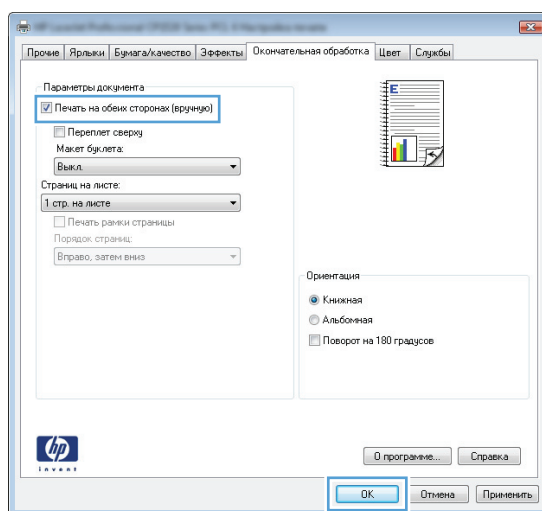 Прочие Ярлыки Бумага/качество Эффекты Окончательная обработка Цвет Службы
Параметры документа
Печать на обеих сторонах (вручную)
Переплет сверху
Макет буклета:
Выкл.
Страниц на листе:
1 стр. на листе
Печать рамки страницы
Порядок страниц:
Вправо, затем вниз
E
Ориентация
Книжная
Альбомная
Поворот на 180 градусов
hp
invent
О программе... Справка
OK Отмена Применить